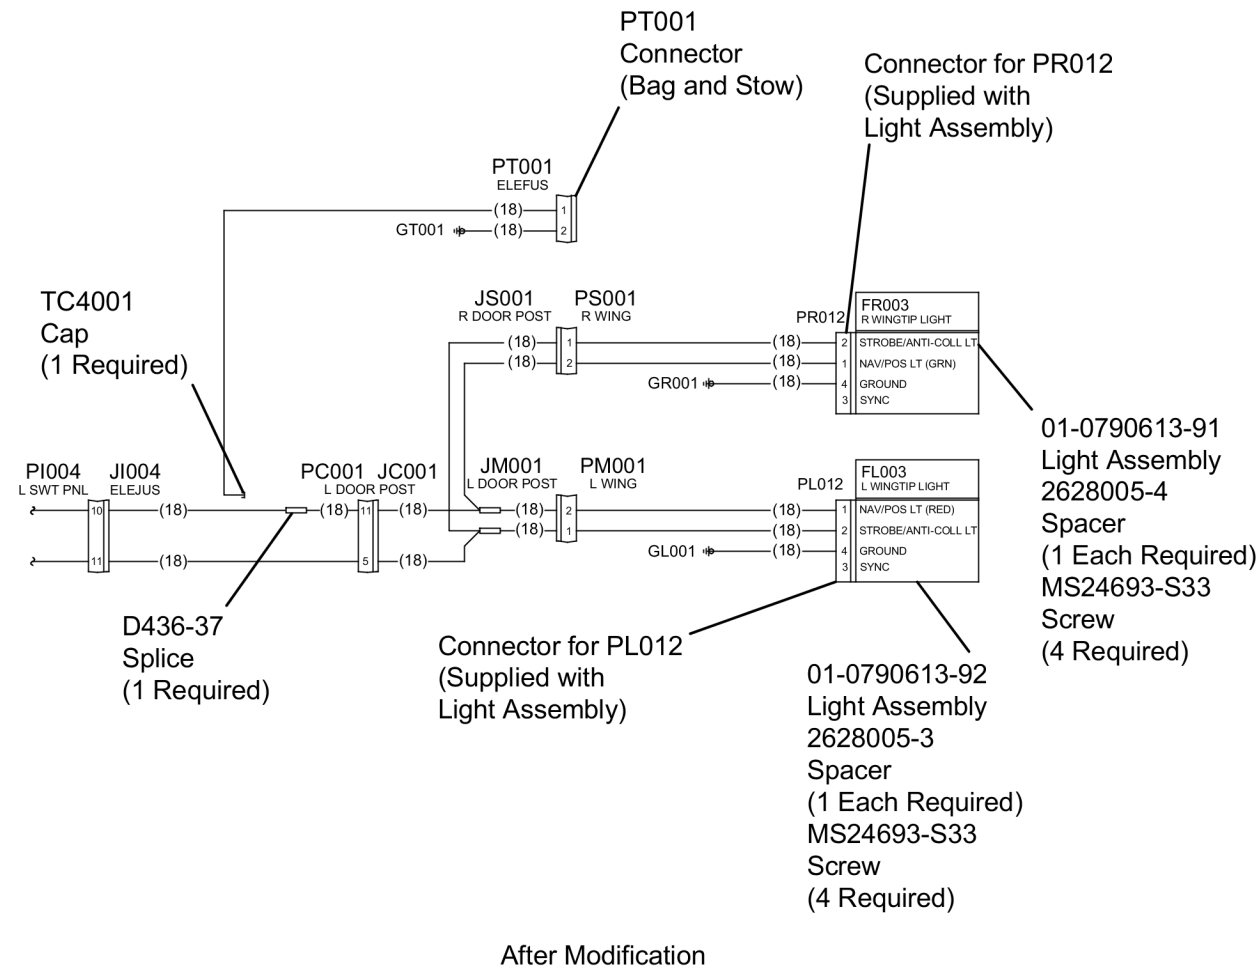 PT001
Connector
(Bag and Stow)
Connector for PR012
(Supplied with
Light Assembly)
PT001
ELEFUS
(18)
1
GT001
(18)
2
TC4001
Cap
(1 Required)
JS001
R DOOR POST
PS001
R WING
PR012
FR003
R WINGTIP LIGHT
(18)
1
(18)
2
STROBE/ANTI-COLL LT
(18)
2
(18)
1
NAV/POS LT (GRN)
GR001
(18)
4
GROUND
3
SYNC
01-0790613-91
Light Assembly
2628005-4
Spacer
(1 Each Required)
MS24693-S33
Screw
(4 Required)
PI004
L SWT PNL
JI004
ELEJUS
PC001
JC001
L DOOR POST
JM001
L DOOR POST
PM001
L WING
PL012
FL003
L WINGTIP LIGHT
10
(18)
(18)
11
(18)
(18)
2
(18)
1
NAV/POS LT (RED)
(18)
1
(18)
2
STROBE/ANTI-COLL LT
11
(18)
5
(18)
GL001
(18)
4
GROUND
3
SYNC
D436-37
Splice
(1 Required)
Connector for PL012
(Supplied with
Light Assembly)
01-0790613-92
Light Assembly
2628005-3
Spacer
(1 Each Required)
MS24693-S33
Screw
(4 Required)
After Modification